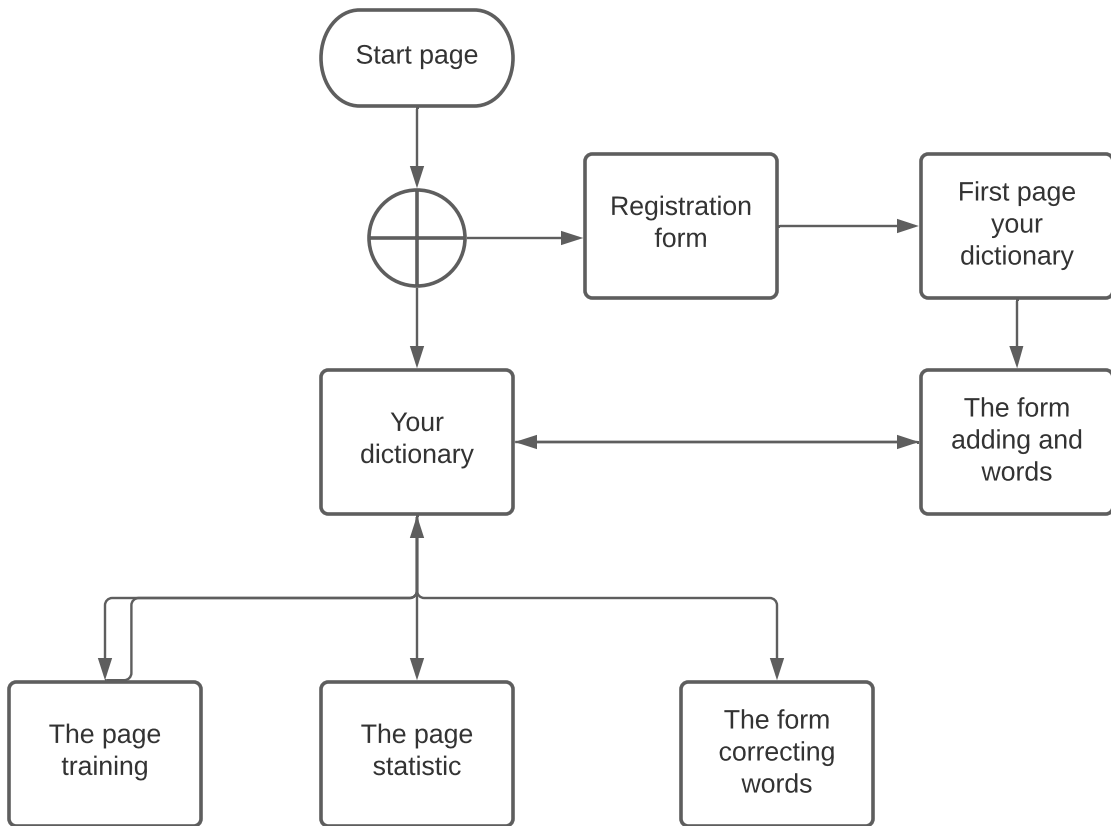 Start page
Registration
form
First page
your
dictionary
Your
dictionary
The form
adding and
words
The page
training
The page
statistic
The form
correcting
words